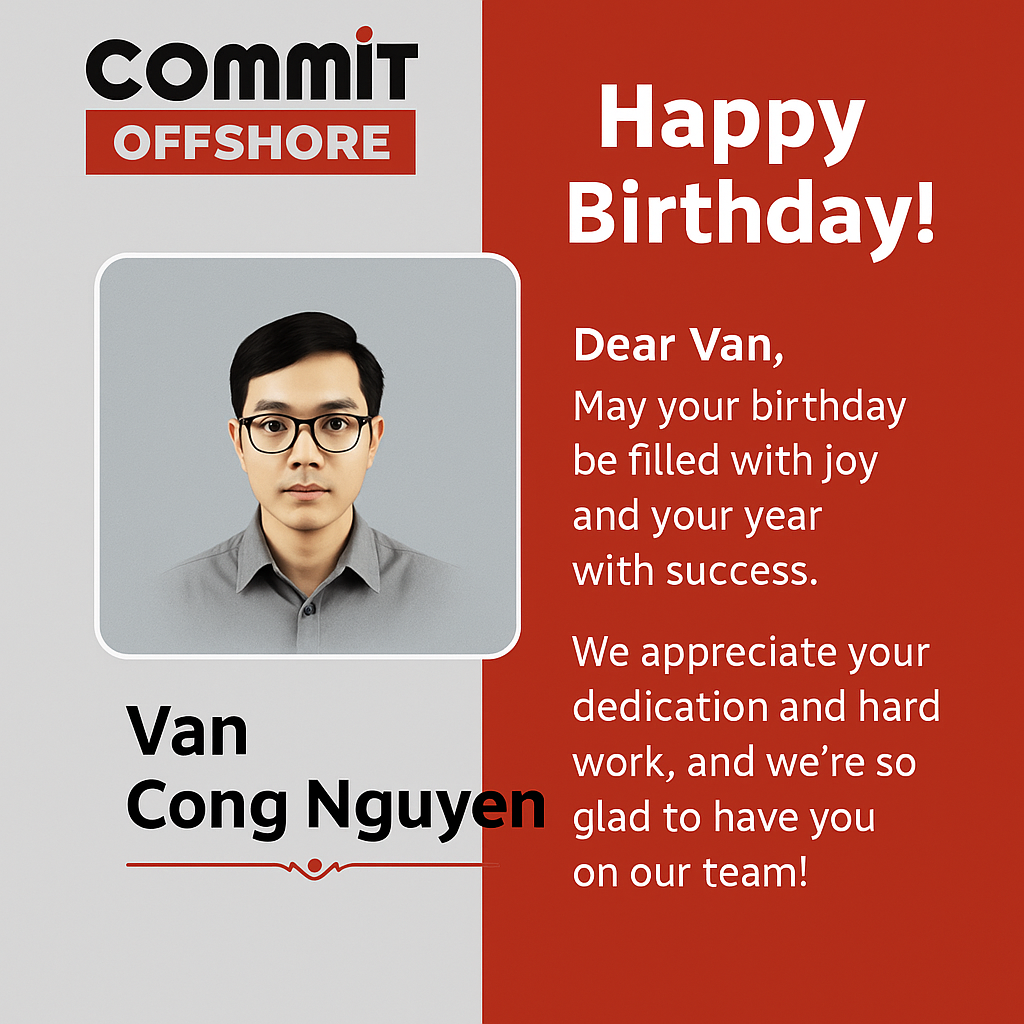 COMMiT
OFFSHORE
Happy
Birthday!
Dear Van,
May your birthday
be filled with joy
and your year
with success.
We appreciate your
dedication and hard
work, and we’re so
glad to have you
on our team!
Van
Cong Nguyen